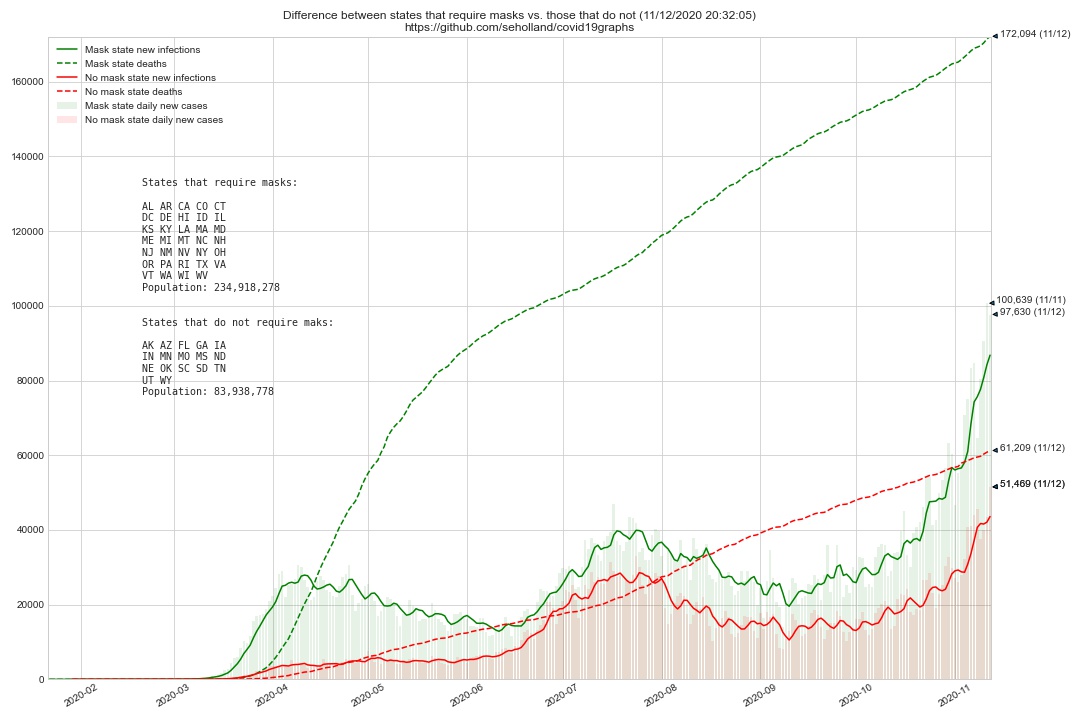 Difference between states that require masks vs. those that do not (11/12/2020 20:32:05)
https://github.com/seholland/covid19graphs
Mask state new infections
Mask state deaths
No mask state new infections
No mask state deaths
Mask state daily new cases
No mask state daily new cases
States that require masks:
AL AR CA CO CT
DC DE HI ID IL
KS KY LA MA MD
ME MI MT NC NH
NJ NM NV NY OH
OR PA RI TX VA
VT WA WI WV
Population: 234,918,278
States that do not require maks:
AK AZ FL GA IA
IN MN MO MS ND
NE OK SC SD TN
UT WY
Population: 83,938,778
172,094 (11/12)
100,639 (11/11)
97,630 (11/12)
61,209 (11/12)
51,469 (11/12)
160000
140000
120000
100000
80000
60000
40000
20000
0
2020-02
2020-03
2020-04
2020-05
2020-06
2020-07
2020-08
2020-09
2020-10
2020-11